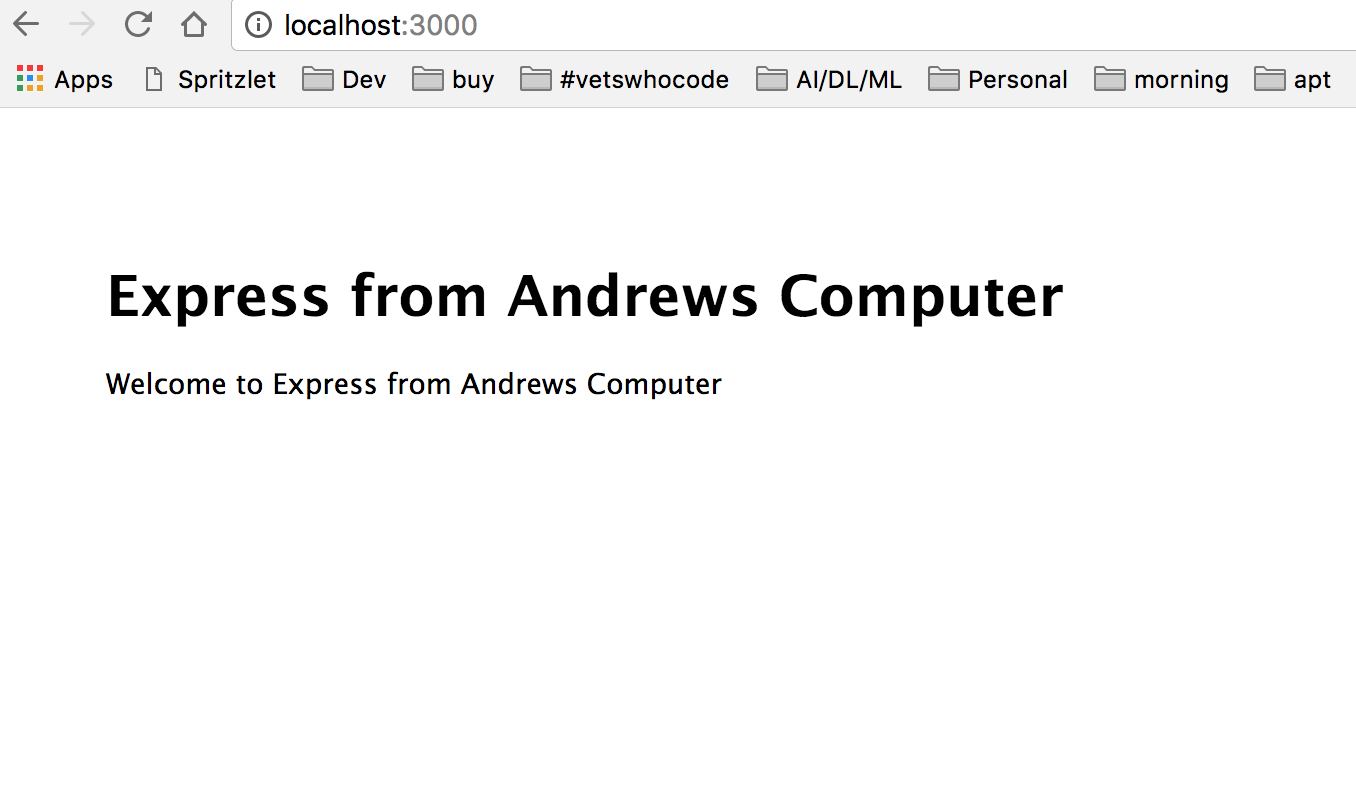 localhost:3000
Apps Spritzlet Dev buy #vetswhocode AI/DL/ML Personal morning apt
Express from Andrews Computer
Welcome to Express from Andrews Computer